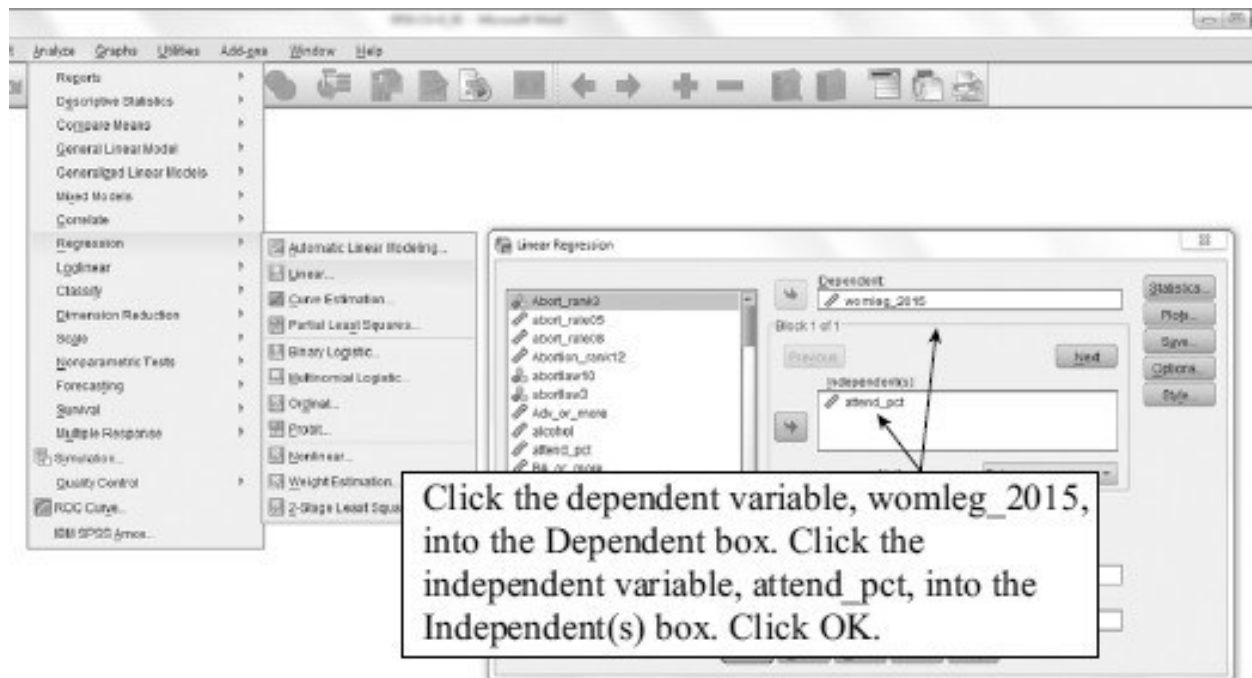 Analyze Graphs Utilities Add-ons Window Help
Reports
Descriptive Statistics
Compare Means
General Linear Model
Generalized Linear Models
Mixed Models
Correlate
Regression
Loglinear
Classify
Dimension Reduction
Scale
Nonparametric Tests
Forecasting
Survival
Multiple Response
Simulation...
Quality Control
ROC Curve...
IBM SPSS Amos...
Automatic Linear Modeling...
Linear...
Curve Estimation...
Partial Least Squares...
Binary Logistic...
Multinomial Logistic...
Ordinal...
Probit...
Nonlinear...
Weight Estimation...
2-Stage Least Squa
Linear Regression
Abort_rank3
abort_rate05
abort_rate08
Abortion_rank12
abortlaw10
abortlaw3
Adv_or_more
alcohol
attend_pct
BA_or_more
Dependent:
womleg_2015
Block 1 of 1
Previous
Next
Independent(s):
attend_pct
Statistics...
Plots...
Save...
Options...
Style...
Click the dependent variable, womleg_2015,
into the Dependent box. Click the
independent variable, attend_pct, into the
Independent(s) box. Click OK.